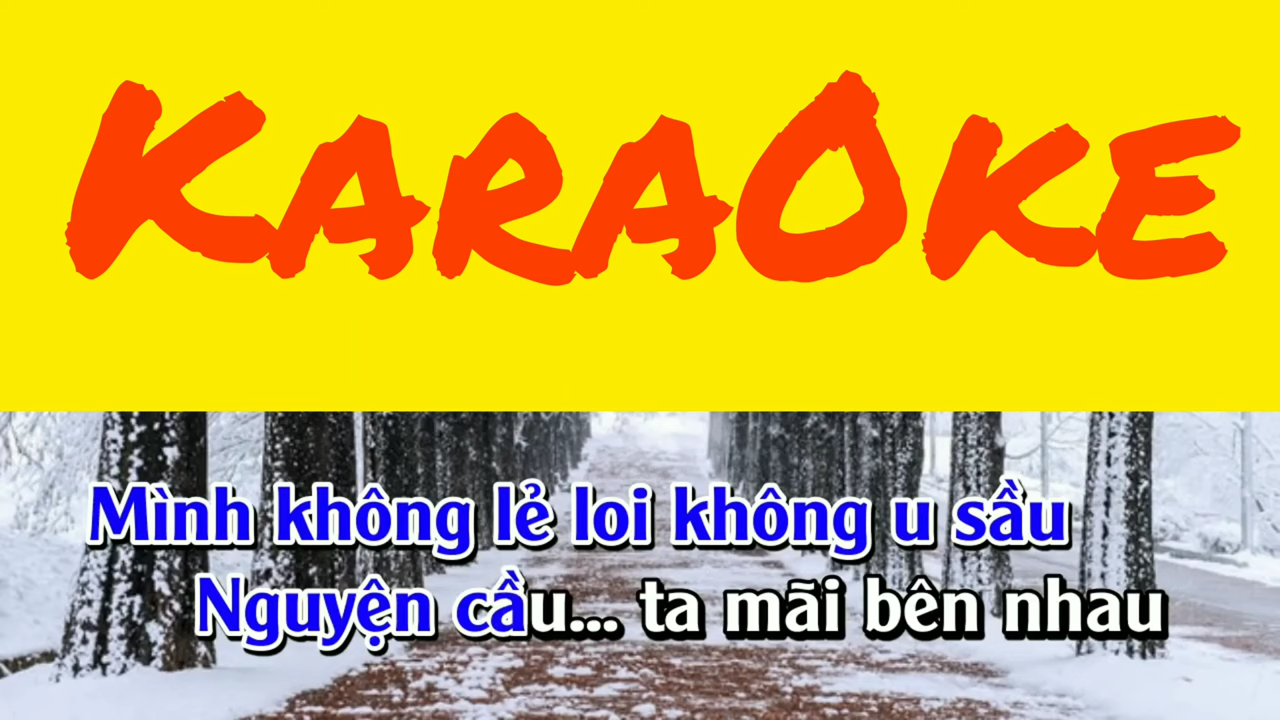 KaraOke
Mình không lẻ loi không u sầu
Nguyện cầu... ta mãi bên nhau